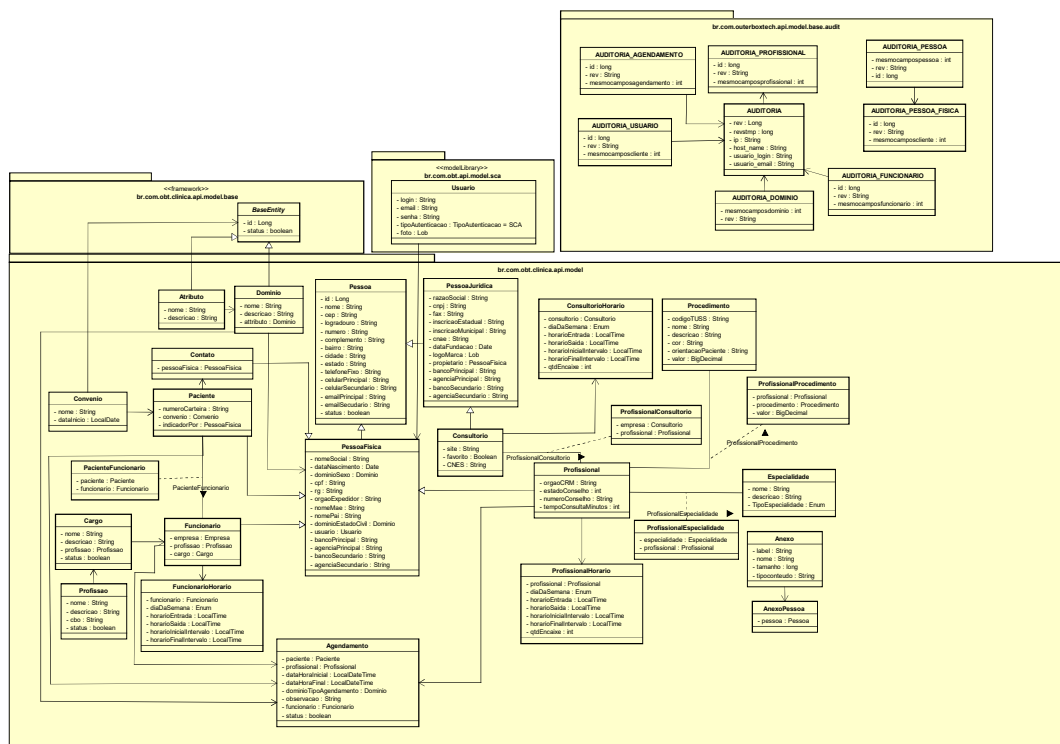 br.com.outerboxtech.api.model.base.audit
AUDITORIA_AGENDAMENTO
- id : long
- rev : String
- mesmocamposagendamento : int
AUDITORIA_PROFISSIONAL
- id : long
- rev : String
- mesmocamposprofissional : int
AUDITORIA_PESSOA
- mesmocampospessoa : int
- rev : String
- id : long
AUDITORIA
- rev : Long
- revstmp : long
- ip : String
- host_name : String
- usuario_login : String
- usuario_email : String
AUDITORIA_PESSOA_FISICA
- id : long
- rev : String
- mesmocamposcliente : int
AUDITORIA_USUARIO
- id : long
- rev : String
- mesmocamposcliente : int
AUDITORIA_FUNCIONARIO
- id : long
- rev : String
- mesmocamposfuncionario : int
AUDITORIA_DOMINIO
- mesmocamposdominio : int
- rev : String
<<modelLibrary>>
br.com.obt.api.model.sca
Usuario
- login : String
- email : String
- senha : String
- tipoAutenticacao : TipoAutenticacao = SCA
- foto : Lob
<<framework>>
br.com.obt.clinica.api.model.base
BaseEntity
- id : Long
- status : boolean
br.com.obt.clinica.api.model
Atributo
- nome : String
- descricao : String
Dominio
- nome : String
- descricao : String
- atributo : Dominio
Pessoa
- id : Long
- nome : String
- cep : String
- logradouro : String
- numero : String
- complemento : String
- bairro : String
- cidade : String
- estado : String
- telefoneFixo : String
- celularPrincipal : String
- celularSecundario : String
- emailPrincipal : String
- emailSecudario : String
- status : boolean
PessoaJuridica
- razaoSocial : String
- cnpj : String
- fax : String
- inscricaoEstadual : String
- inscricaoMunicipal : String
- cnae : String
- dataFundacao : Date
- logoMarca : Lob
- propietario : PessoaFisica
- bancoPrincipal : String
- agenciaPrincipal : String
- bancoSecundario : String
- agenciaSecundario : String
ConsultorioHorario
- consultorio : Consultorio
- diaDaSemana : Enum
- horarioEntrada : LocalTime
- horarioSaida : LocalTime
- horarioInicialIntervalo : LocalTime
- horarioFinalIntervalo : LocalTime
- qtdEncaixe : int
Procedimento
- codigoTUSS : String
- nome : String
- descricao : String
- cor : String
- orientacaoPaciente : String
- valor : BigDecimal
Contato
- pessoaFisica : PessoaFisica
Convenio
- nome : String
- dataInicio : LocalDate
Paciente
- numeroCarteira : String
- convenio : Convenio
- indicadorPor : PessoaFisica
ProfissionalProcedimento
- profissional : Profissional
- procedimento : Procedimento
- valor : BigDecimal
ProfissionalProcedimento
ProfissionalConsultorio
- empresa : Consultorio
- profissional : Profissional
ProfissionalConsultorio
Consultorio
- site : String
- favorito : Boolean
- CNES : String
PessoaFisica
- nomeSocial : String
- dataNascimento : Date
- dominioSexo : Dominio
- cpf : String
- rg : String
- orgaoExpedidor : String
- nomeMae : String
- nomePai : String
- dominioEstadoCivil : Dominio
- usuario : Usuario
- bancoPrincipal : String
- agenciaPrincipal : String
- bancoSecundario : String
- agenciaSecundario : String
Profissional
- orgaoCRM : String
- estadoConselho : int
- numeroConselho : String
- tempoConsultaMinutos : int
Especialidade
- nome : String
- descricao : String
- TipoEspecialidade : Enum
ProfissionalEspecialidade
ProfissionalEspecialidade
- especialidade : Especialidade
- profissional : Profissional
PacienteFuncionario
- paciente : Paciente
- funcionario : Funcionario
PacienteFuncionario
Cargo
- nome : String
- descricao : String
- profissao : Profissao
- status : boolean
Funcionario
- empresa : Empresa
- profissao : Profissao
- cargo : Cargo
Anexo
- label : String
- nome : String
- tamanho : long
- tipoconteudo : String
Profissao
- nome : String
- descricao : String
- cbo : String
- status : boolean
FuncionarioHorario
- funcionario : Funcionario
- diaDaSemana : Enum
- horarioEntrada : LocalTime
- horarioSaida : LocalTime
- horarioInicialIntervalo : LocalTime
- horarioFinalIntervalo : LocalTime
ProfissionalHorario
- profissional : Profissional
- diaDaSemana : Enum
- horarioEntrada : LocalTime
- horarioSaida : LocalTime
- horarioInicialIntervalo : LocalTime
- horarioFinalIntervalo : LocalTime
- qtdEncaixe : int
AnexoPessoa
- pessoa : Pessoa
Agendamento
- paciente : Paciente
- profissional : Profissional
- dataHoraInicial : LocalDateTime
- dataHoraFinal : LocalDateTime
- dominioTipoAgendamento : Dominio
- observacao : String
- funcionario : Funcionario
- status : boolean